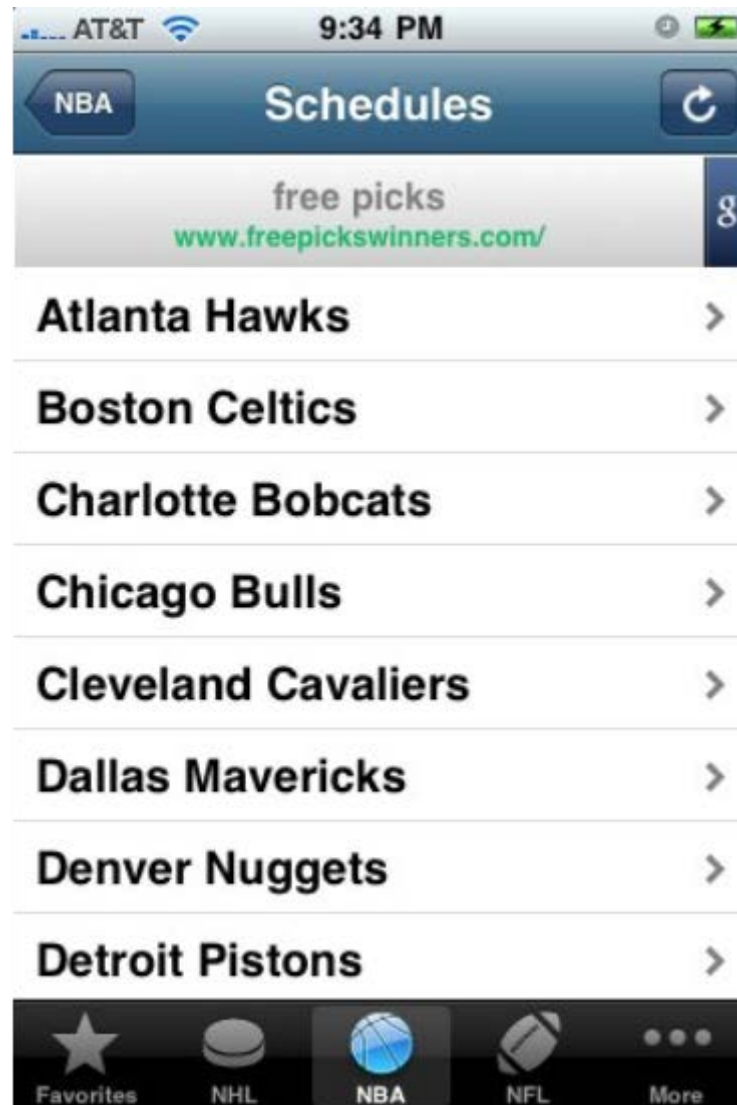 AT&T 9:34 PM
NBA Schedules
free picks
www.freepickswinners.com/
g
Atlanta Hawks
Boston Celtics
Charlotte Bobcats
Chicago Bulls
Cleveland Cavaliers
Dallas Mavericks
Denver Nuggets
Detroit Pistons
Favorites NHL NBA NFL More